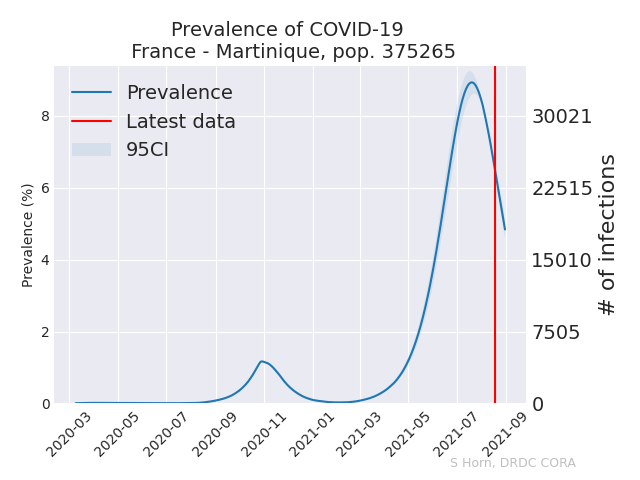 Prevalence of COVID-19
France - Martinique, pop. 375265
Prevalence
Latest data
95CI
Prevalence (%)
8
6
4
2
0
30021
22515
15010
7505
0
# of infections
2020-03
2020-05
2020-07
2020-09
2020-11
2021-01
2021-03
2021-05
2021-07
2021-09
S Horn, DRDC CORA